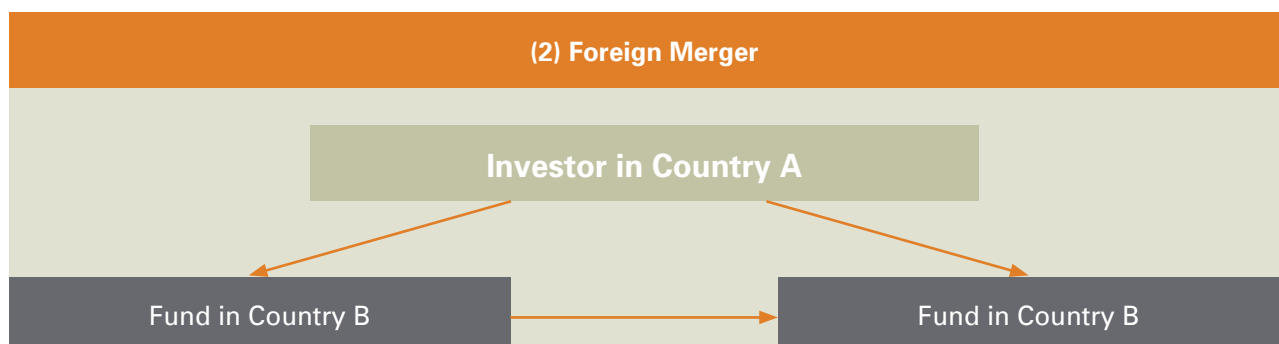 (2) Foreign Merger
Investor in Country A
Fund in Country B
Fund in Country B